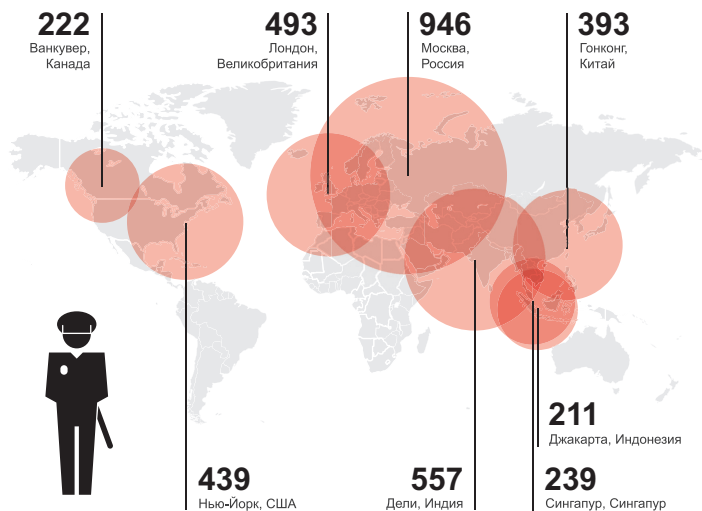 222
Ванкувер,
Канада
493
Лондон,
Великобритания
946
Москва,
Россия
393
Гонконг,
Китай
211
Джакарта, Индонезия
439
Нью-Йорк, США
557
Дели, Индия
239
Сингапур, Сингапур